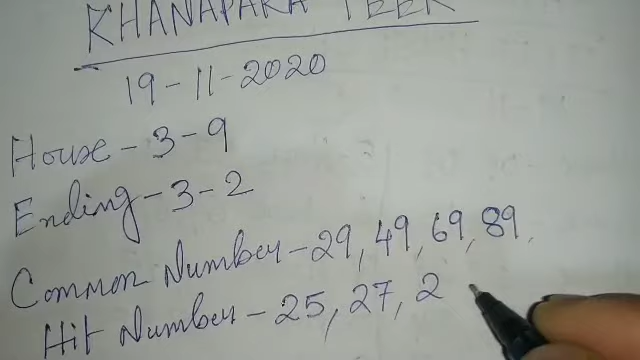 KHANAPARA TEER
19-11-2020
House-3-9
Ending-3-2
Common Number-29, 49, 69, 89,
Hit Number-25, 27, 2